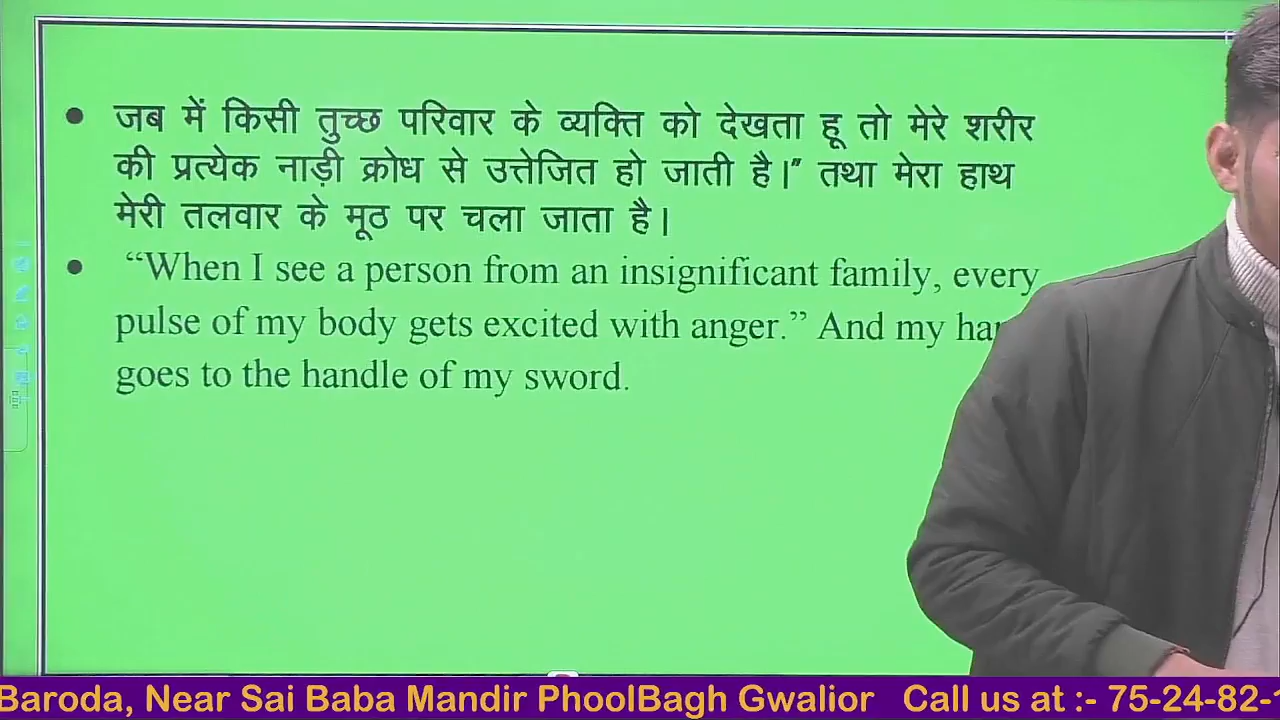 • जब में किसी तुच्छ परिवार के व्यक्ति को देखता हू तो मेरे शरीर
की प्रत्येक नाड़ी क्रोध से उत्तेजित हो जाती है।” तथा मेरा हाथ
मेरी तलवार के मूठ पर चला जाता है।
• “When I see a person from an insignificant family, every
pulse of my body gets excited with anger.” And my
goes to the handle of my sword.
Baroda, Near Sai Baba Mandir PhoolBagh Gwalior Call us at :- 75-24-82-